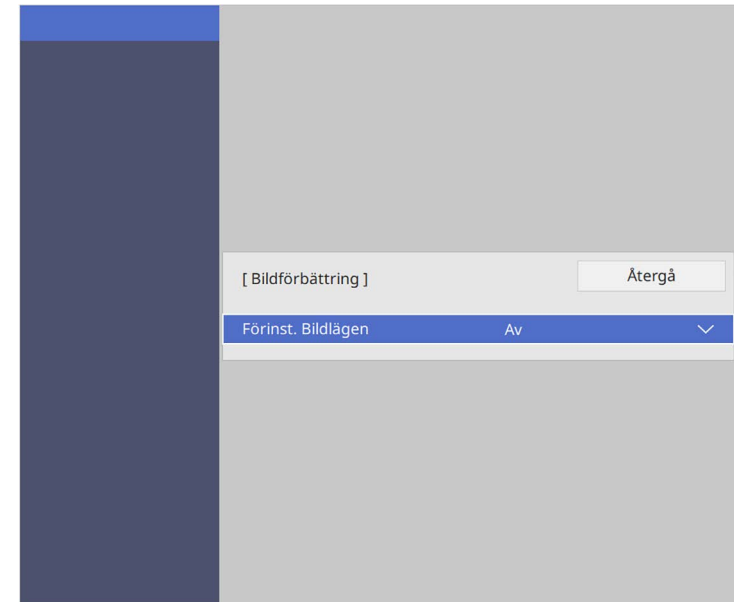 [ Bildförbättring ]
Återgå
Förinst. Bildlägen Av